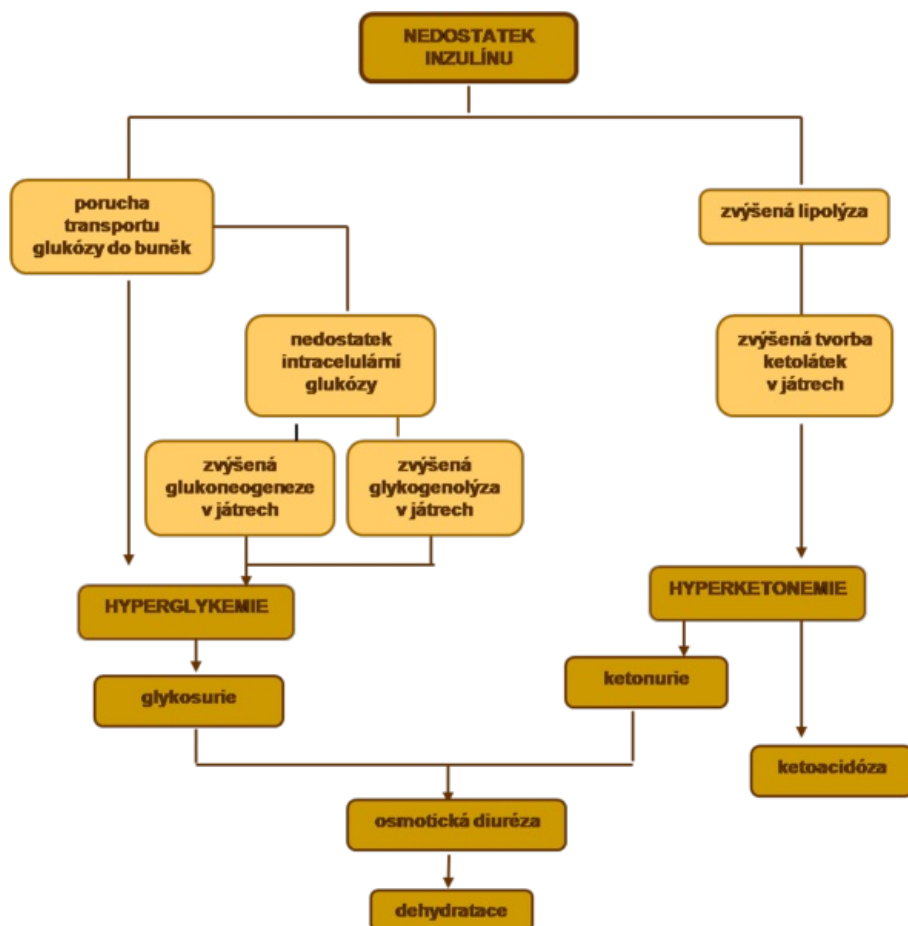 NEDOSTATEK
INZULÍNU
porucha
transportu
glukózy do buněk
zvýšená lipolýza
nedostatek
intracelulární
glukózy
zvýšená tvorba
ketolátek
v játrech
zvýšená
glukoneogeneze
v játrech
zvýšená
glykogenolýza
v játrech
HYPERGLYKEMIE
HYPERKETONEMIE
glykosurie
ketonurie
ketoacidóza
osmotická diuréza
dehydratace